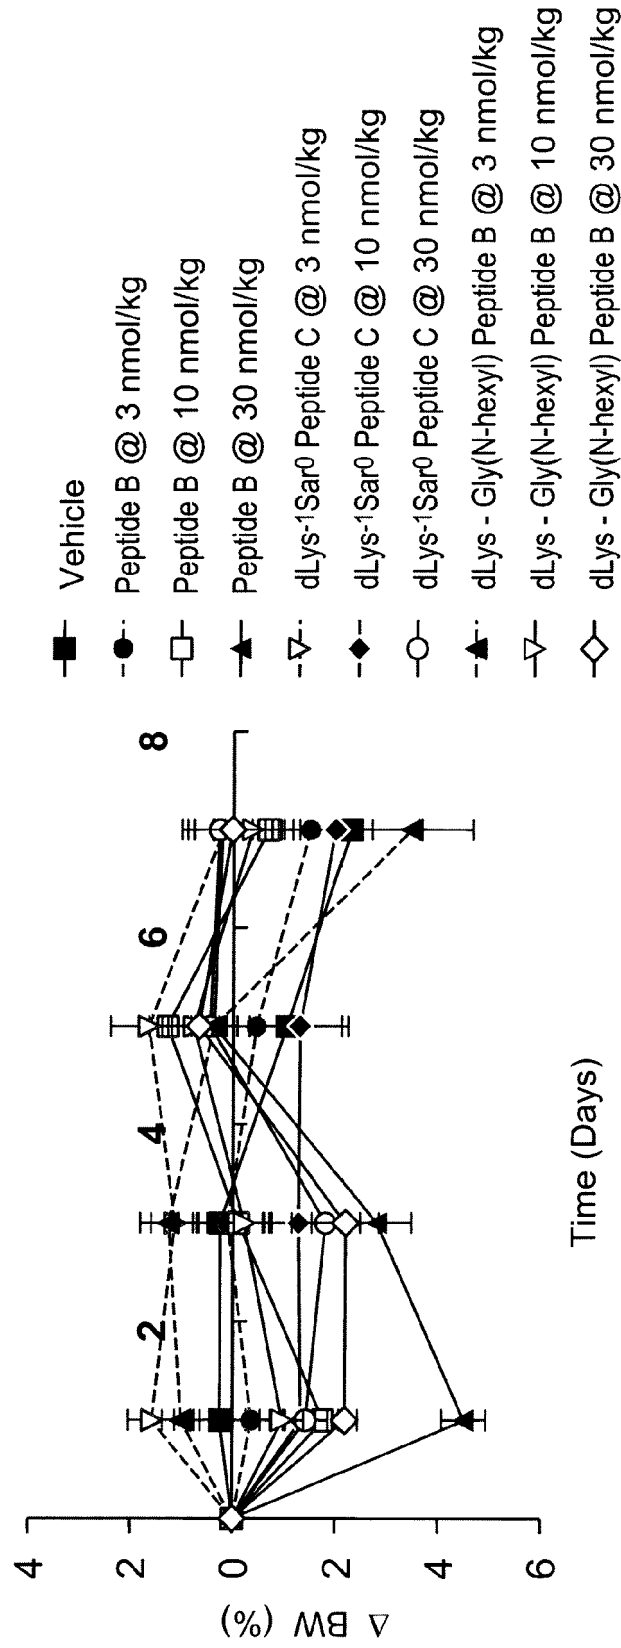 4
2
0
2
4
6
Δ BW (%)
2
4
6
8
Time (Days)
Vehicle
Peptide B @ 3 nmol/kg
Peptide B @ 10 nmol/kg
Peptide B @ 30 nmol/kg
dLys-1Sar0 Peptide C @ 3 nmol/kg
dLys-1Sar0 Peptide C @ 10 nmol/kg
dLys-1Sar0 Peptide C @ 30 nmol/kg
dLys - Gly(N-hexyl) Peptide B @ 3 nmol/kg
dLys - Gly(N-hexyl) Peptide B @ 10 nmol/kg
dLys - Gly(N-hexyl) Peptide B @ 30 nmol/kg